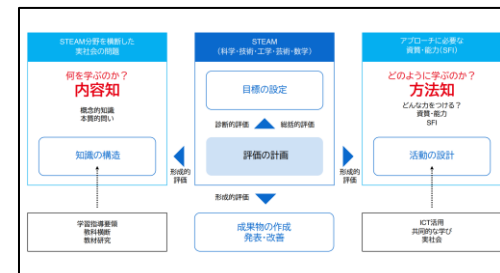 STEAM分野を横断した
実社会の問題
何を学ぶのか？
内容知
概念的知識
本質的問い
知識の構造
学習指導要領
教科横断
教材研究
形成的
評価
STEAM
(科学・技術・工学・芸術・数学)
目標の設定
診断的評価
総括的評価
評価の計画
形成的評価
成果物の作成
発表・改善
形成的
評価
アプローチに必要な
資質・能力(SFI)
どのように学ぶのか？
方法知
どんな力をつける？
資質・能力
SFI
活動の設計
ICT活用
共同的な学び
実社会